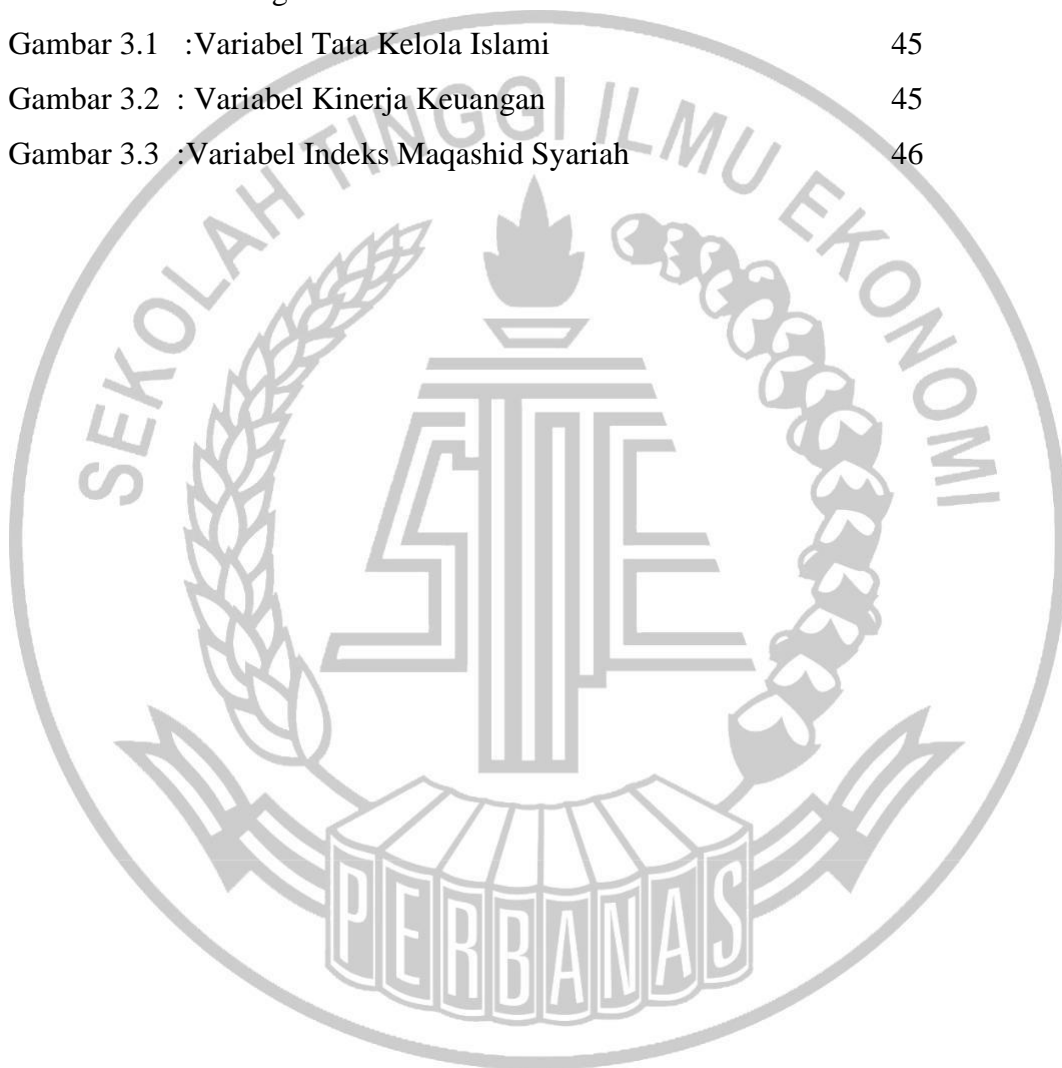 Gambar 3.1 :Variabel Tata Kelola Islami 45
Gambar 3.2 : Variabel Kinerja Keuangan 45
Gambar 3.3 :Variabel Indeks Maqashid Syariah 46
SEKOLAH TINGGI ILMU EKONOMI
STIE
PERBANAS